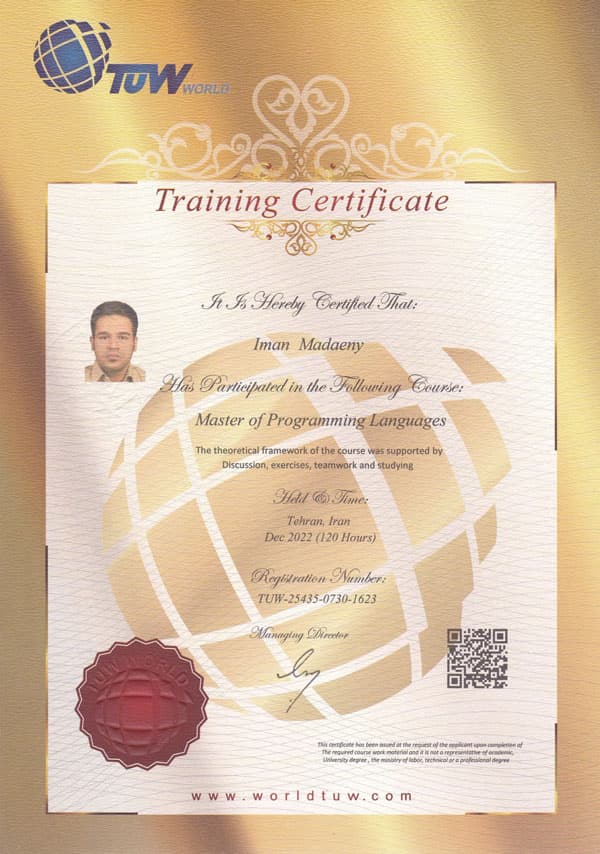 TUW WORLD
Training Certificate
It Is Hereby Certified That:
Iman Madaeny
Has Participated in the Following Course:
Master of Programming Languages
The theoretical framework of the course was supported by
Discussion, exercises, teamwork and studying
Held & Time:
Tehran, Iran
Dec 2022 (120 Hours)
Registration Number:
TUW-25435-0730-1623
Managing Director
TUW WORLD
This certificate has been issued at the request of the applicant upon completion of
The required course work material and it is not a representative of academic,
University degree , the ministry of labor, technical or a professional degree
www.worldtuw.com